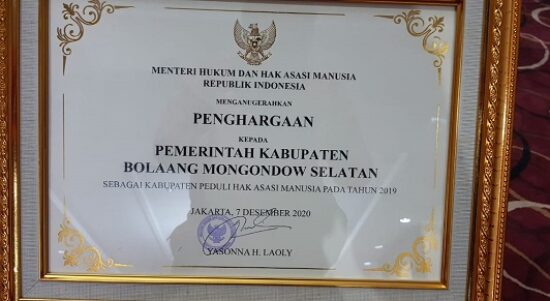 MENTERI HUKUM DAN HAK ASASI MANUSIA
REPUBLIK INDONESIA
MENGANUGERAHKAN
PENGHARGAAN
KEPADA
PEMERINTAH KABUPATEN
BOLAANG MONGONDOW SELATAN
SEBAGAI KABUPATEN PEDULI HAK ASASI MANUSIA PADA TAHUN 2019
JAKARTA, 7 DESEMBER 2020
YASONNA H. LAOLY